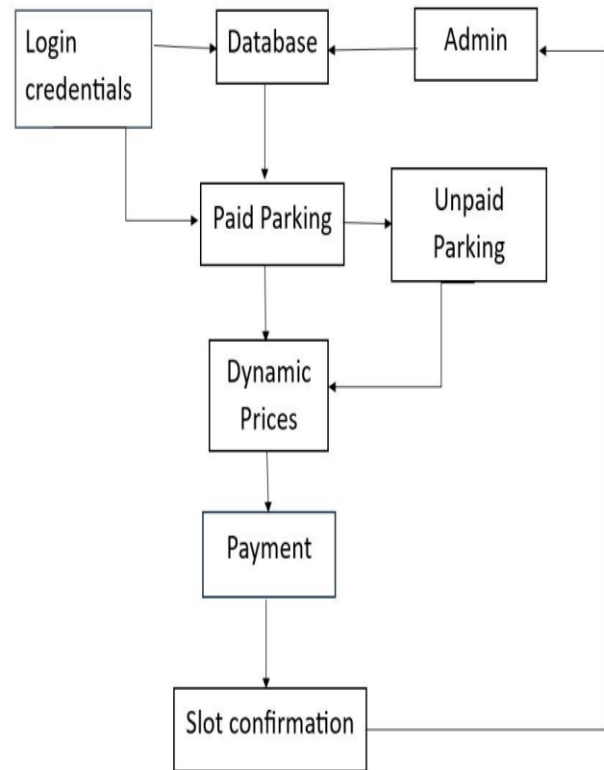 Login
credentials
Database
Admin
Paid Parking
Unpaid
Parking
Dynamic
Prices
Payment
Slot confirmation